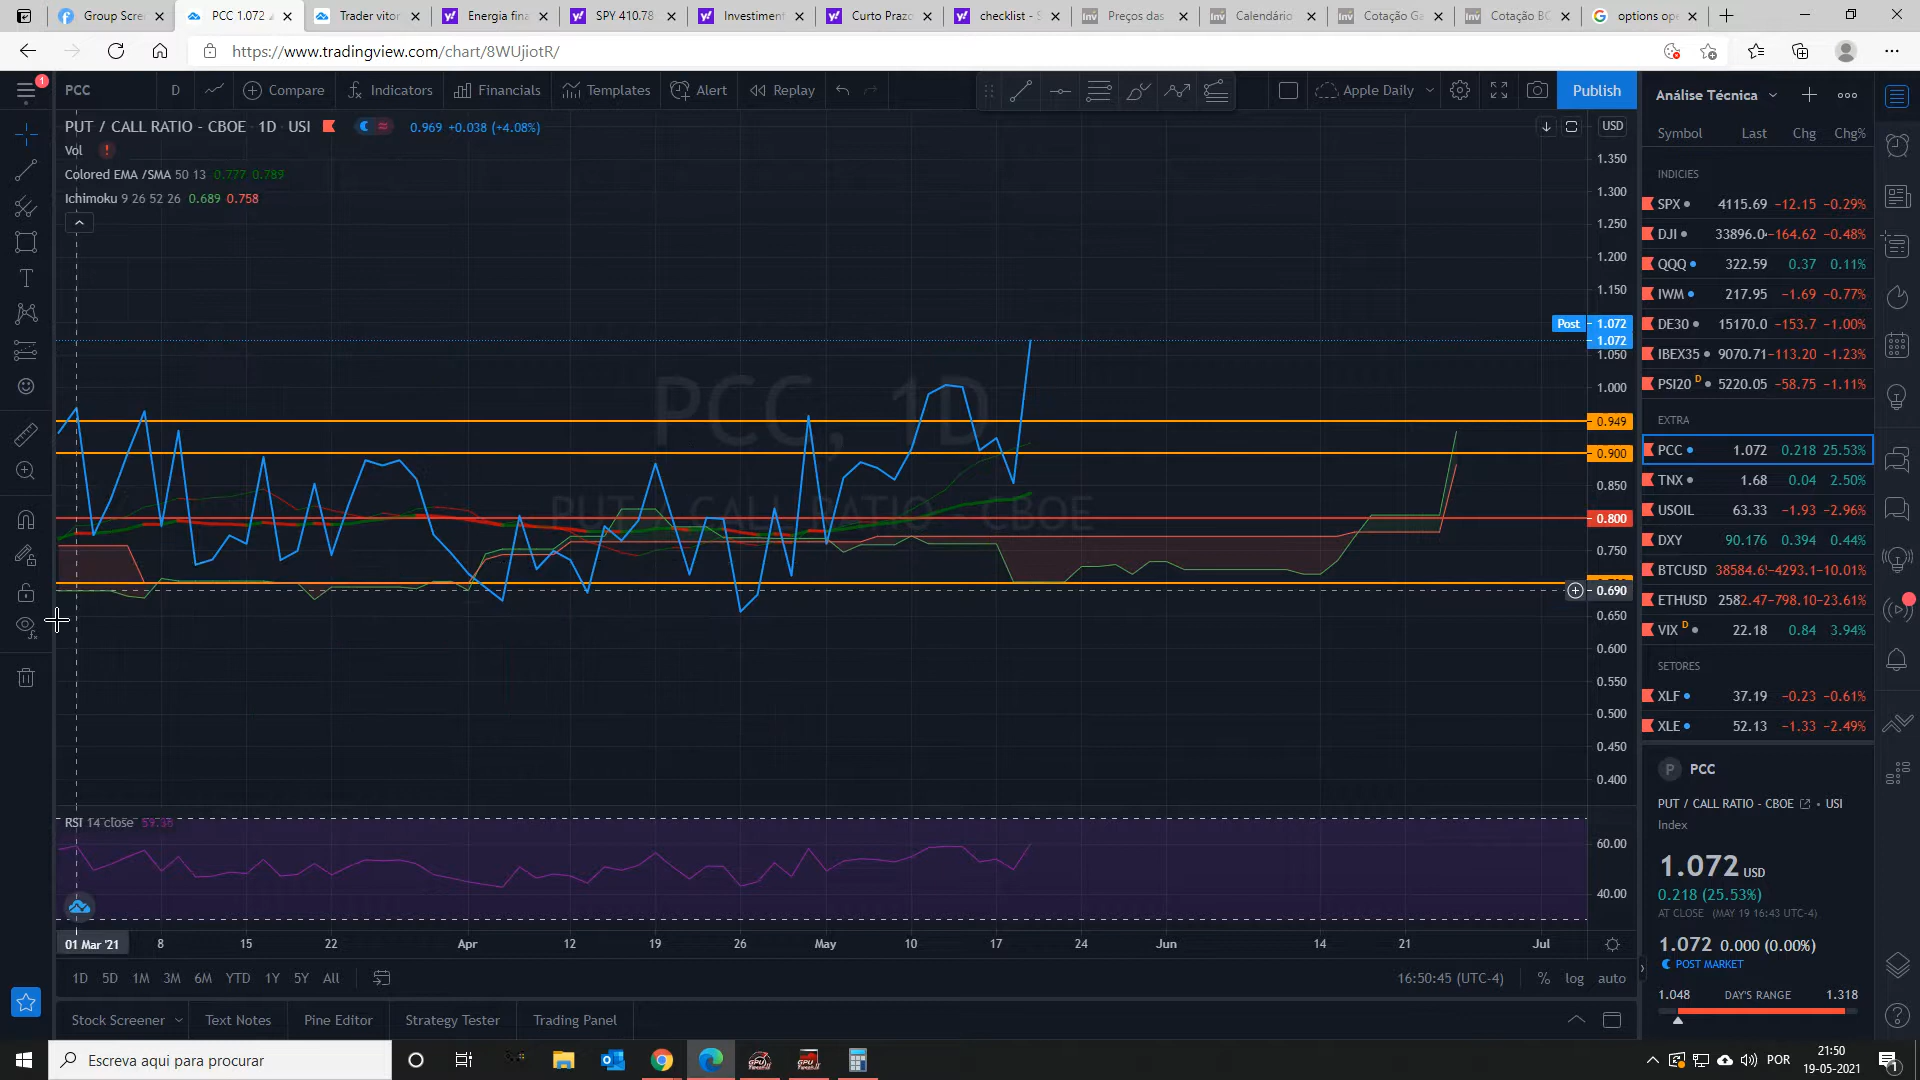 Group Scree
PCC 1.072
Trader vitor
Energia fina
SPY 410.78
Investiment
Curto Prazo
checklist - S
Preços das
Calendário
Cotação Ga
Cotação BC
options ope
https://www.tradingview.com/chart/8WUjiotR/
1
PCC
D
Compare
Indicators
Financials
Templates
Alert
Replay
Apple Daily
Publish
Análise Técnica
PUT / CALL RATIO - CBOE 1D USI
0.969 +0.038 (+4.08%)
USD
Vol !
Colored EMA /SMA 50 13 0.777 0.789
Ichimoku 9 26 52 26 0.689 0.758
PCC, 1D
PUT / CALL RATIO - CBOE
1.350
1.300
1.250
1.200
1.150
Post 1.072
1.072
1.050
1.000
0.949
0.900
0.850
0.800
0.750
0.690
0.650
0.600
0.550
0.500
0.450
0.400
RSI 14 close 59.36
60.00
40.00
01 Mar '21 8 15 22 Apr 12 19 26 May 10 17 24 Jun 14 21 Jul
1D 5D 1M 3M 6M YTD 1Y 5Y All
16:50:45 (UTC-4) % log auto
Stock Screener Text Notes Pine Editor Strategy Tester Trading Panel
Symbol Last Chg Chg%
INDICIES
SPX 4115.69 −12.15 −0.29%
DJI 33896.0 −164.62 −0.48%
QQQ 322.59 0.37 0.11%
IWM 217.95 −1.69 −0.77%
DE30 15170.0 −153.7 −1.00%
IBEX35 9070.71 −113.20 −1.23%
PSI20 D 5220.05 −58.75 −1.11%
EXTRA
PCC 1.072 0.218 25.53%
TNX 1.68 0.04 2.50%
USOIL 63.33 −1.93 −2.96%
DXY 90.176 0.394 0.44%
BTCUSD 38584.6 −4293.1 −10.01%
ETHUSD 2582.47 −798.10 −23.61%
VIX D 22.18 0.84 3.94%
SETORES
XLF 37.19 −0.23 −0.61%
XLE 52.13 −1.33 −2.49%
P PCC
PUT / CALL RATIO - CBOE • USI
Index
1.072 USD
0.218 (25.53%)
AT CLOSE (MAY 19 16:43 UTC-4)
1.072 0.000 (0.00%)
POST MARKET
1.048 DAY'S RANGE 1.318
Escreva aqui para procurar
POR
21:50
19-05-2021
1